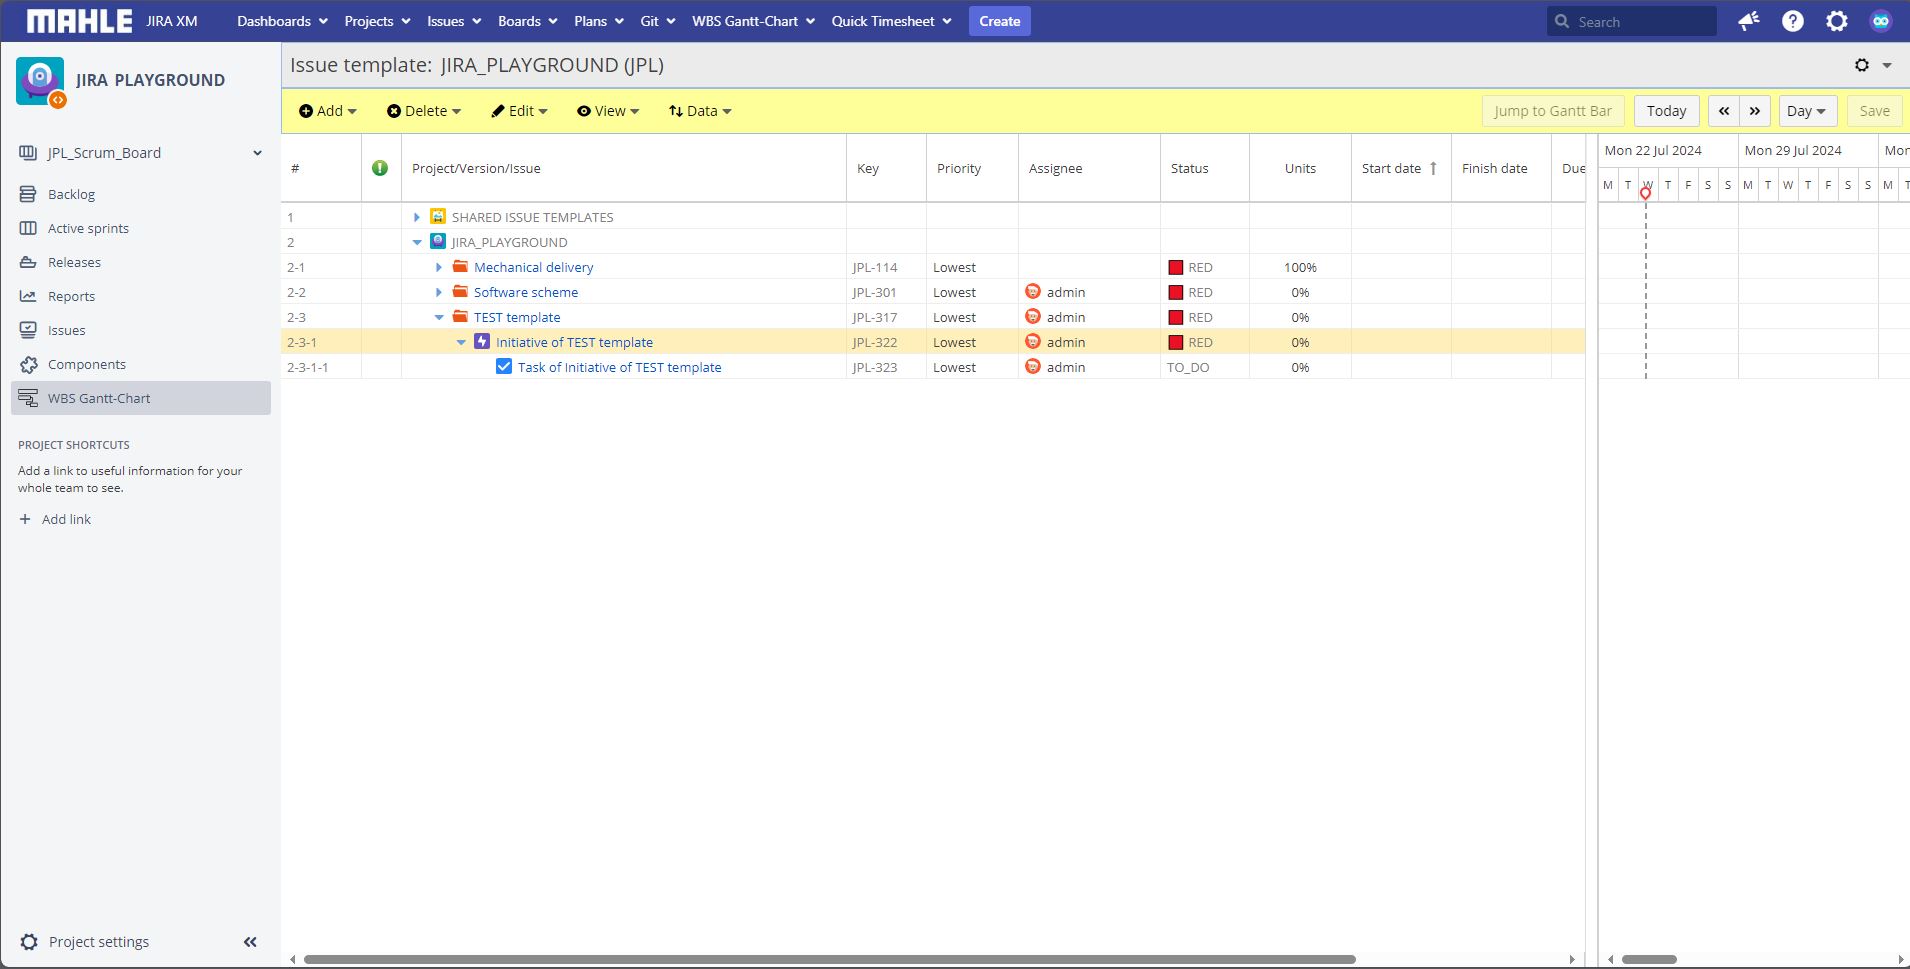 MAHLE JIRA XM Dashboards Projects Issues Boards Plans Git WBS Gantt-Chart Quick Timesheet Create Search
JIRA PLAYGROUND
JPL_Scrum_Board
Backlog
Active sprints
Releases
Reports
Issues
Components
WBS Gantt-Chart
PROJECT SHORTCUTS
Add a link to useful information for your
whole team to see.
+ Add link
Project settings
Issue template: JIRA_PLAYGROUND (JPL)
Add Delete Edit View Data Jump to Gantt Bar Today Day Save
# Project/Version/Issue Key Priority Assignee Status Units Start date Finish date Due
Mon 22 Jul 2024 Mon 29 Jul 2024 Mon
M T W T F S S M T W T F S S M T
1 SHARED ISSUE TEMPLATES
2 JIRA_PLAYGROUND
2-1 Mechanical delivery JPL-114 Lowest RED 100%
2-2 Software scheme JPL-301 Lowest admin RED 0%
2-3 TEST template JPL-317 Lowest admin RED 0%
2-3-1 Initiative of TEST template JPL-322 Lowest admin RED 0%
2-3-1-1 Task of Initiative of TEST template JPL-323 Lowest admin TO_DO 0%